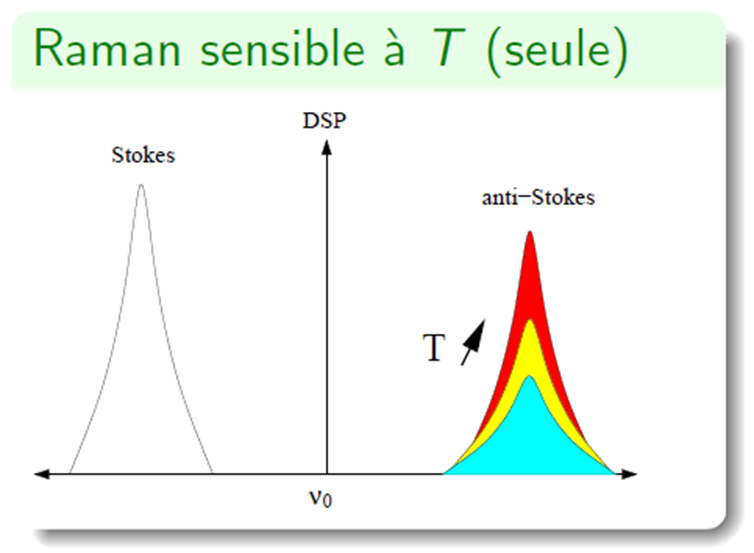 Raman sensible à T (seule)
DSP
Stokes
anti−Stokes
T
ν0